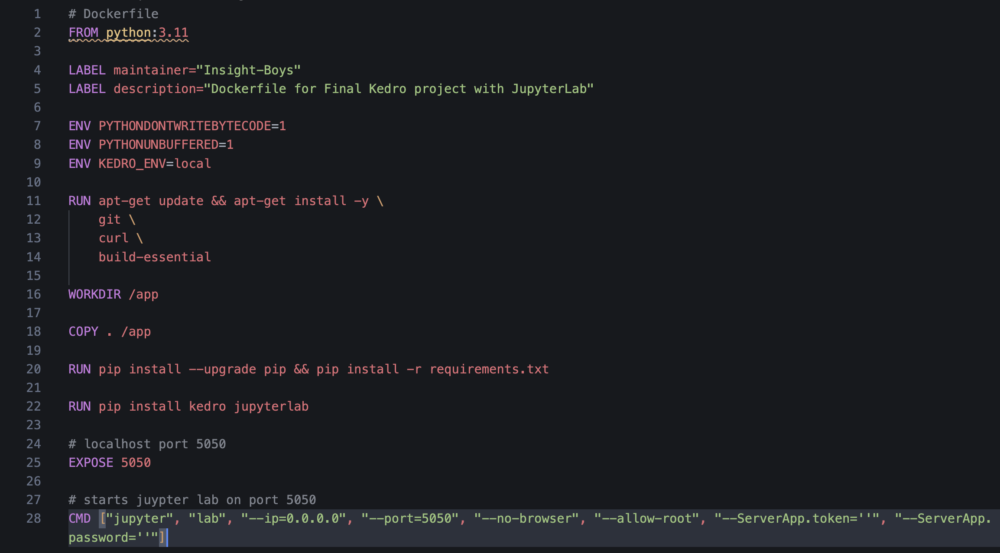 1 # Dockerfile
2 FROM python:3.11
3
4 LABEL maintainer="Insight-Boys"
5 LABEL description="Dockerfile for Final Kedro project with JupyterLab"
6
7 ENV PYTHONDONTWRITEBYTECODE=1
8 ENV PYTHONUNBUFFERED=1
9 ENV KEDRO_ENV=local
10
11 RUN apt-get update && apt-get install -y \
12     git \
13     curl \
14     build-essential
15
16 WORKDIR /app
17
18 COPY . /app
19
20 RUN pip install --upgrade pip && pip install -r requirements.txt
21
22 RUN pip install kedro jupyterlab
23
24 # localhost port 5050
25 EXPOSE 5050
26
27 # starts juypter lab on port 5050
28 CMD ["jupyter", "lab", "--ip=0.0.0.0", "--port=5050", "--no-browser", "--allow-root", "--ServerApp.token=''", "--ServerApp.
password=''"]